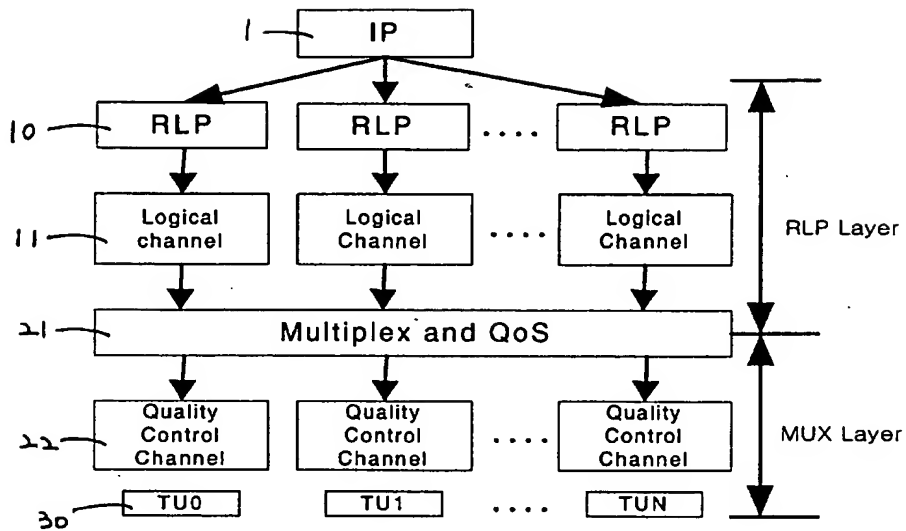 1 IP
10 RLP RLP .... RLP
11 Logical channel Logical Channel .... Logical Channel
RLP Layer
21 Multiplex and QoS
22 Quality Control Channel Quality Control Channel .... Quality Control Channel
MUX Layer
30 TU0 TU1 .... TUN